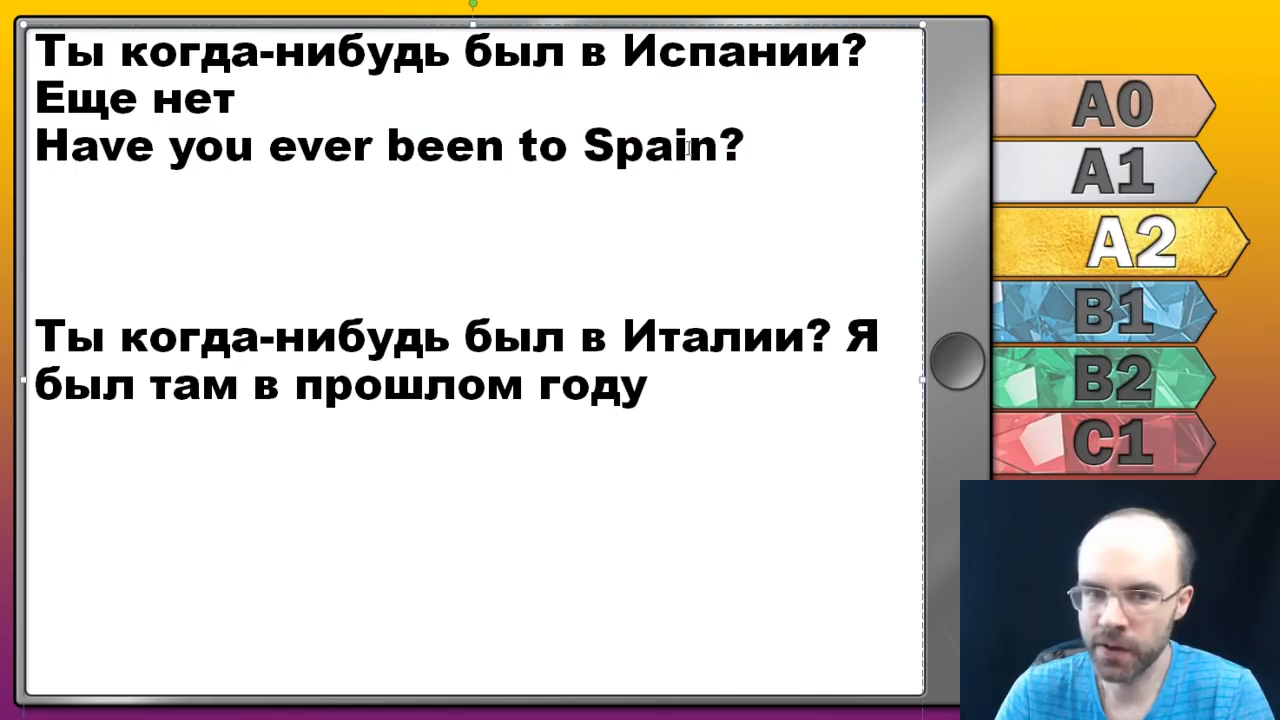 Ты когда-нибудь был в Испании?
Еще нет
Have you ever been to Spain?
Ты когда-нибудь был в Италии? Я
был там в прошлом году
A0
A1
A2
B1
B2
C1